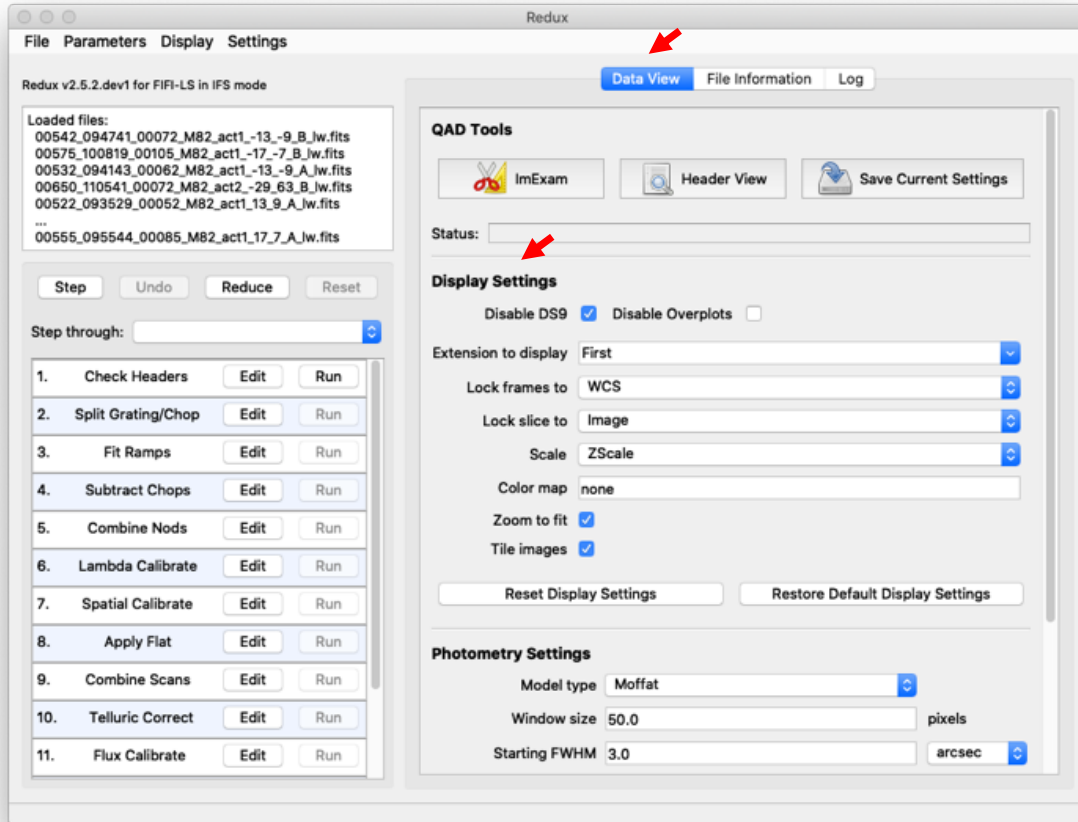 Redux
File Parameters Display Settings
Redux v2.5.2.dev1 for FIFI-LS in IFS mode
Loaded files:
00542_094741_00072_M82_act1_-13_-9_B_lw.fits
00575_100819_00105_M82_act1_-17_-7_B_lw.fits
00532_094143_00062_M82_act1_-13_-9_A_lw.fits
00650_110541_00072_M82_act2_-29_63_B_lw.fits
00522_093529_00052_M82_act1_13_9_A_lw.fits
...
00555_095544_00085_M82_act1_17_7_A_lw.fits
Step Undo Reduce Reset
Step through:
1. Check Headers Edit Run
2. Split Grating/Chop Edit Run
3. Fit Ramps Edit Run
4. Subtract Chops Edit Run
5. Combine Nods Edit Run
6. Lambda Calibrate Edit Run
7. Spatial Calibrate Edit Run
8. Apply Flat Edit Run
9. Combine Scans Edit Run
10. Telluric Correct Edit Run
11. Flux Calibrate Edit Run
Data View File Information Log
QAD Tools
ImExam Header View Save Current Settings
Status:
Display Settings
Disable DS9 Disable Overplots
Extension to display First
Lock frames to WCS
Lock slice to Image
Scale ZScale
Color map none
Zoom to fit
Tile images
Reset Display Settings Restore Default Display Settings
Photometry Settings
Model type Moffat
Window size 50.0 pixels
Starting FWHM 3.0 arcsec